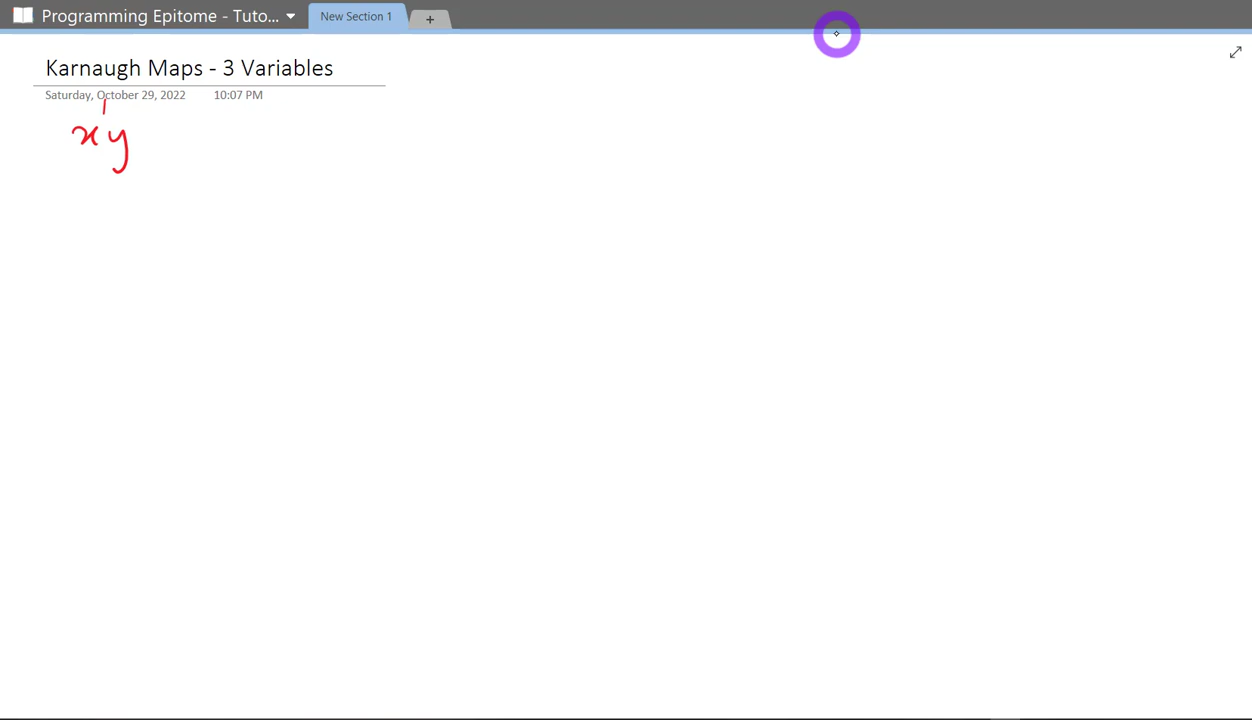 Programming Epitome - Tuto...
New Section 1
+
Karnaugh Maps - 3 Variables
Saturday, October 29, 2022 10:07 PM
x'y